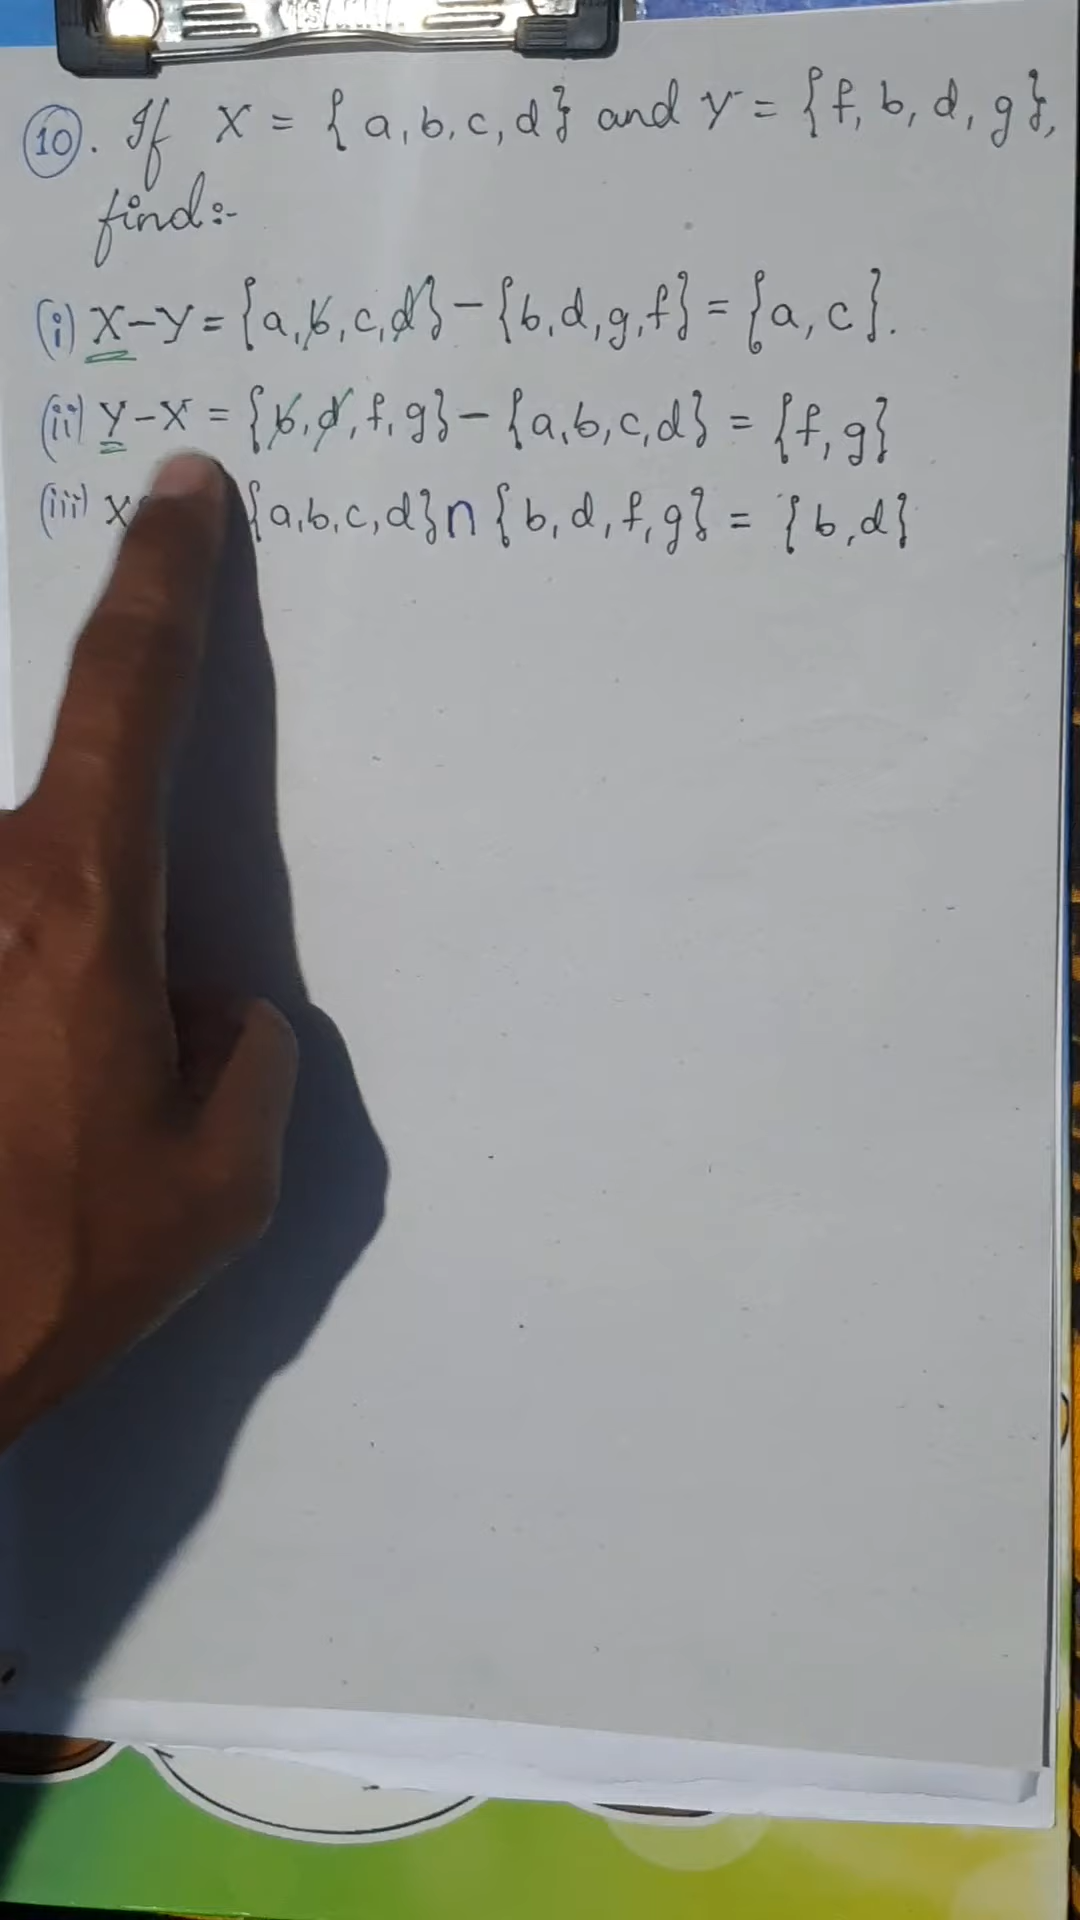 10. If X = {a, b, c, d} and Y = {f, b, d, g},
find:-
(i) X-Y = {a, b, c, d} - {b, d, g, f} = {a, c}.
(ii) Y-X = {b, d, f, g} - {a, b, c, d} = {f, g}
(iii) X {a, b, c, d} ∩ {b, d, f, g} = {b, d}